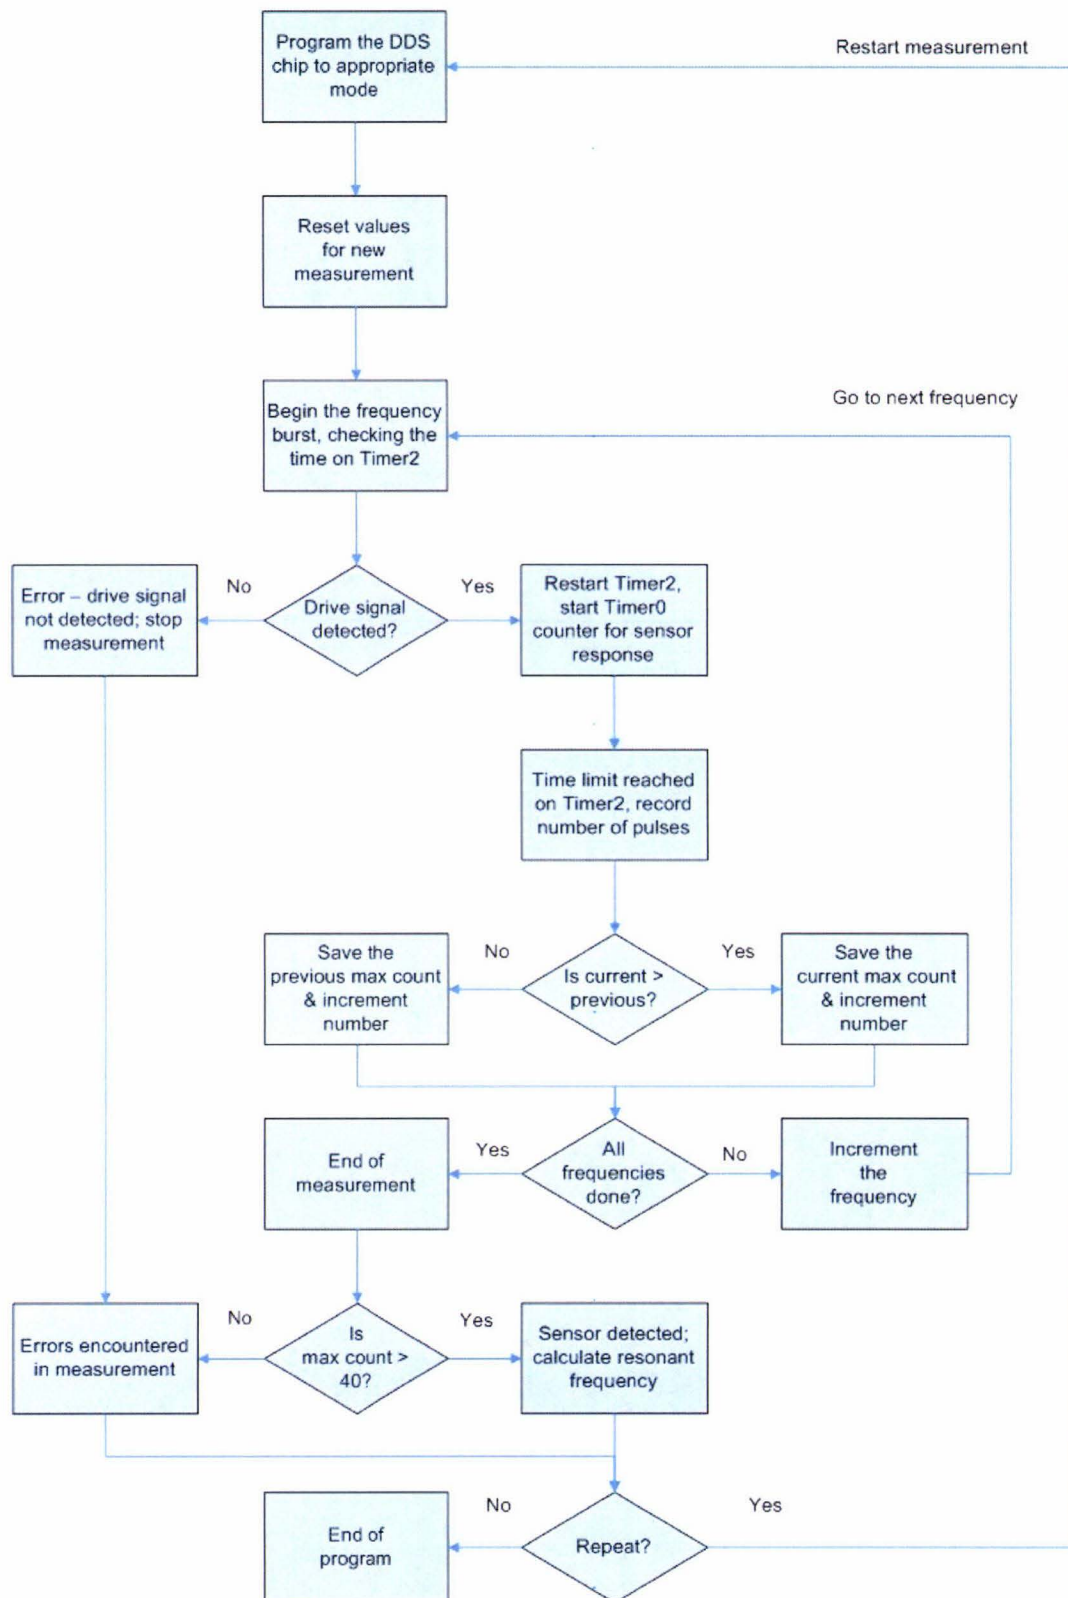 Program the DDS
chip to appropriate
mode
Restart measurement
Reset values
for new
measurement
Begin the frequency
burst, checking the
time on Timer2
Go to next frequency
Error – drive signal
not detected; stop
measurement
No
Drive signal
detected?
Yes
Restart Timer2,
start Timer0
counter for sensor
response
Time limit reached
on Timer2, record
number of pulses
Save the
previous max count
& increment
number
No
Is current >
previous?
Yes
Save the
current max count
& increment
number
End of
measurement
Yes
All
frequencies
done?
No
Increment
the
frequency
Errors encountered
in measurement
No
Is
max count >
40?
Yes
Sensor detected;
calculate resonant
frequency
End of
program
No
Repeat?
Yes